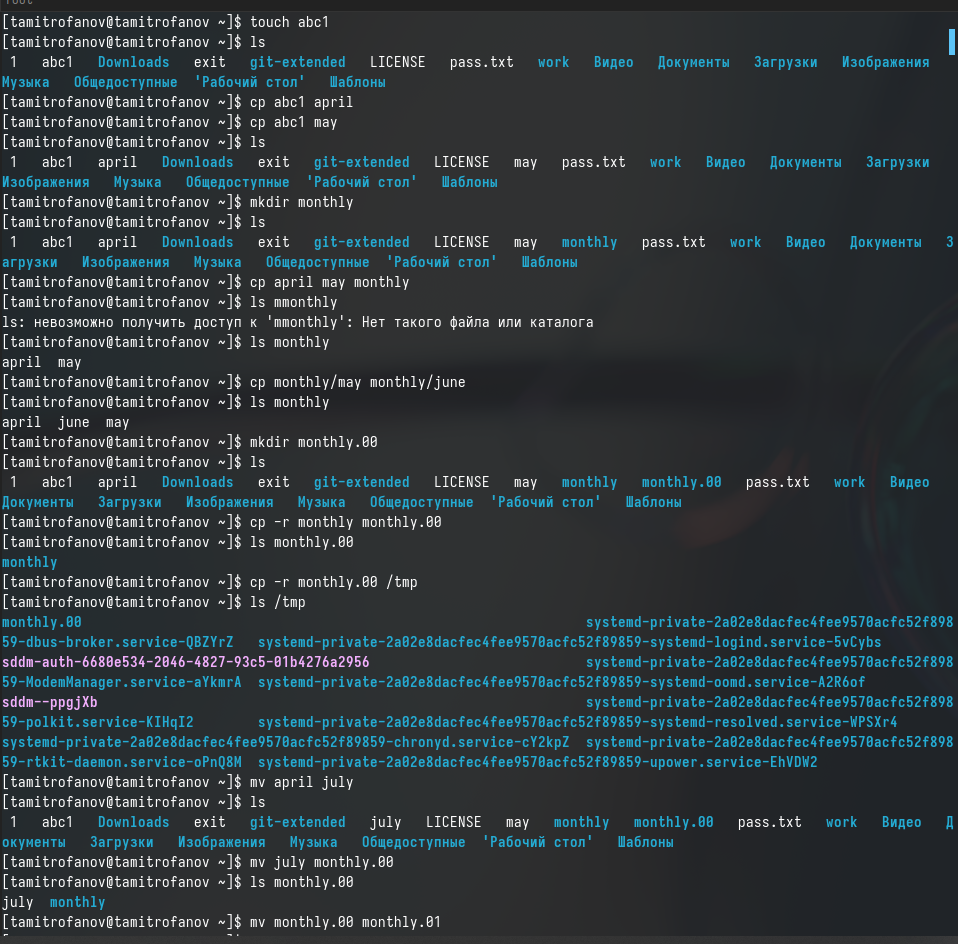 [tamitrofanov@tamitrofanov ~]$ touch abc1
[tamitrofanov@tamitrofanov ~]$ ls
1 abc1 Downloads exit git-extended LICENSE pass.txt work Видео Документы Загрузки Изображения
Музыка Общедоступные 'Рабочий стол' Шаблоны
[tamitrofanov@tamitrofanov ~]$ cp abc1 april
[tamitrofanov@tamitrofanov ~]$ cp abc1 may
[tamitrofanov@tamitrofanov ~]$ ls
1 abc1 april Downloads exit git-extended LICENSE may pass.txt work Видео Документы Загрузки
Изображения Музыка Общедоступные 'Рабочий стол' Шаблоны
[tamitrofanov@tamitrofanov ~]$ mkdir monthly
[tamitrofanov@tamitrofanov ~]$ ls
1 abc1 april Downloads exit git-extended LICENSE may monthly pass.txt work Видео Документы З
агрузки Изображения Музыка Общедоступные 'Рабочий стол' Шаблоны
[tamitrofanov@tamitrofanov ~]$ cp april may monthly
[tamitrofanov@tamitrofanov ~]$ ls mmonthly
ls: невозможно получить доступ к 'mmonthly': Нет такого файла или каталога
[tamitrofanov@tamitrofanov ~]$ ls monthly
april may
[tamitrofanov@tamitrofanov ~]$ cp monthly/may monthly/june
[tamitrofanov@tamitrofanov ~]$ ls monthly
april june may
[tamitrofanov@tamitrofanov ~]$ mkdir monthly.00
[tamitrofanov@tamitrofanov ~]$ ls
1 abc1 april Downloads exit git-extended LICENSE may monthly monthly.00 pass.txt work Видео
Документы Загрузки Изображения Музыка Общедоступные 'Рабочий стол' Шаблоны
[tamitrofanov@tamitrofanov ~]$ cp -r monthly monthly.00
[tamitrofanov@tamitrofanov ~]$ ls monthly.00
monthly
[tamitrofanov@tamitrofanov ~]$ cp -r monthly.00 /tmp
[tamitrofanov@tamitrofanov ~]$ ls /tmp
monthly.00 systemd-private-2a02e8dacfec4fee9570acfc52f898
59-dbus-broker.service-QBZYrZ systemd-private-2a02e8dacfec4fee9570acfc52f89859-systemd-logind.service-5vCybs
sddm-auth-6680e534-2046-4827-93c5-01b4276a2956 systemd-private-2a02e8dacfec4fee9570acfc52f898
59-ModemManager.service-aYkmrA systemd-private-2a02e8dacfec4fee9570acfc52f89859-systemd-oomd.service-A2R6of
sddm--ppgjXb systemd-private-2a02e8dacfec4fee9570acfc52f898
59-polkit.service-KIHqI2 systemd-private-2a02e8dacfec4fee9570acfc52f89859-systemd-resolved.service-WPSXr4
systemd-private-2a02e8dacfec4fee9570acfc52f89859-chronyd.service-cY2kpZ systemd-private-2a02e8dacfec4fee9570acfc52f898
59-rtkit-daemon.service-oPnQ8M systemd-private-2a02e8dacfec4fee9570acfc52f89859-upower.service-EhVDW2
[tamitrofanov@tamitrofanov ~]$ mv april july
[tamitrofanov@tamitrofanov ~]$ ls
1 abc1 Downloads exit git-extended july LICENSE may monthly monthly.00 pass.txt work Видео Д
окументы Загрузки Изображения Музыка Общедоступные 'Рабочий стол' Шаблоны
[tamitrofanov@tamitrofanov ~]$ mv july monthly.00
[tamitrofanov@tamitrofanov ~]$ ls monthly.00
july monthly
[tamitrofanov@tamitrofanov ~]$ mv monthly.00 monthly.01